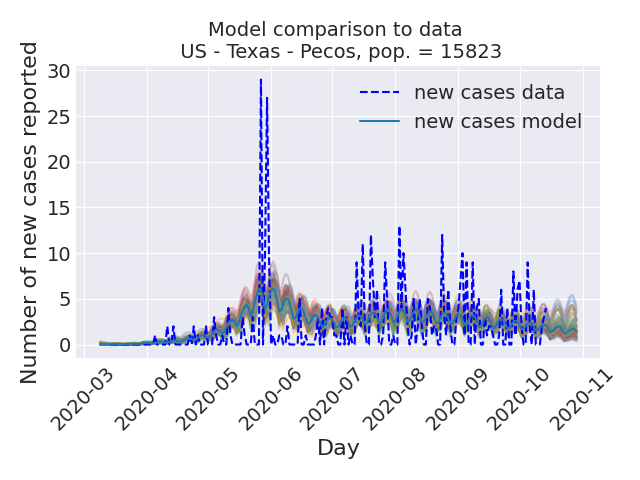 Model comparison to data
US - Texas - Pecos, pop. = 15823
Number of new cases reported
30
25
20
15
10
5
0
new cases data
new cases model
2020-03
2020-04
2020-05
2020-06
2020-07
2020-08
2020-09
2020-10
2020-11
Day